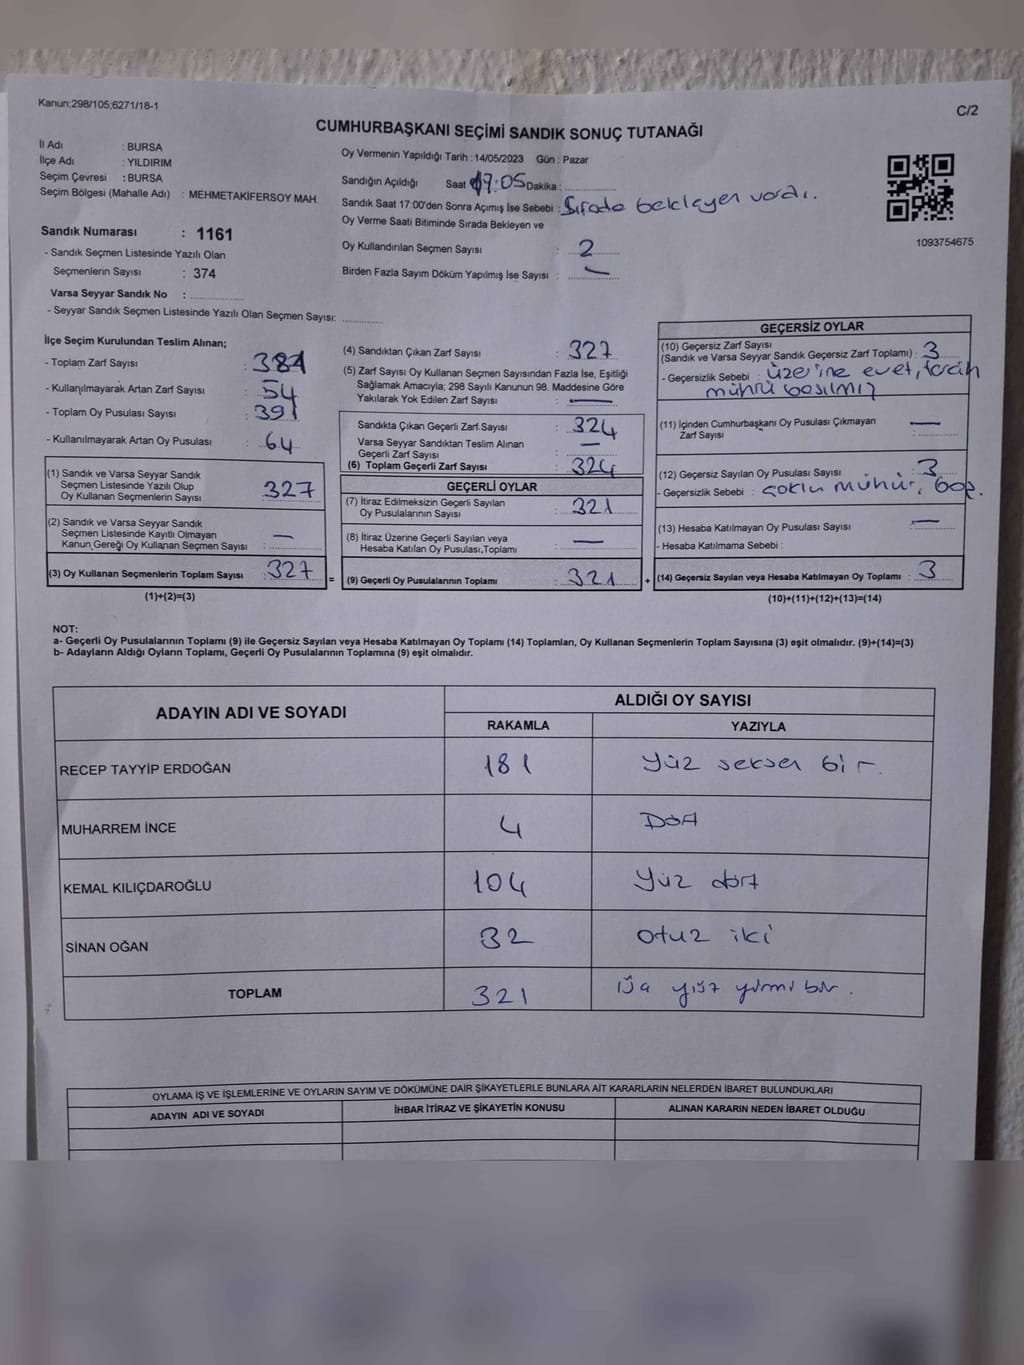 Kanun;298/105;6271/18-1
C/2
CUMHURBAŞKANI SEÇİMİ SANDIK SONUÇ TUTANAĞI
İl Adı : BURSA
İlçe Adı : YILDIRIM
Seçim Çevresi : BURSA
Seçim Bölgesi (Mahalle Adı) : MEHMETAKİFERSOY MAH.
Sandık Numarası : 1161
- Sandık Seçmen Listesinde Yazılı Olan
Seçmenlerin Sayısı : 374
Varsa Seyyar Sandık No :
- Seyyar Sandık Seçmen Listesinde Yazılı Olan Seçmen Sayısı:
Oy Vermenin Yapıldığı Tarih : 14/05/2023 Gün : Pazar
Sandığın Açıldığı Saat 17:05 Dakika :
Sandık Saat 17:00'den Sonra Açımış İse Sebebi : Sırada bekleyen vardı.
Oy Verme Saati Bitiminde Sırada Bekleyen ve
Oy Kullandırılan Seçmen Sayısı : 2
Birden Fazla Sayım Döküm Yapılmış İse Sayısı : —
1093754675
İlçe Seçim Kurulundan Teslim Alınan;
- Toplam Zarf Sayısı : 381
- Kullanılmayarak Artan Zarf Sayısı : 54
- Toplam Oy Pusulası Sayısı : 391
- Kullanılmayarak Artan Oy Pusulası : 64
(1) Sandık ve Varsa Seyyar Sandık
Seçmen Listesinde Yazılı Olup
Oy Kullanan Seçmenlerin Sayısı : 327
(2) Sandık ve Varsa Seyyar Sandık
Seçmen Listesinde Kayıtlı Olmayan
Kanun Gereği Oy Kullanan Seçmen Sayısı : —
(3) Oy Kullanan Seçmenlerin Toplam Sayısı : 327
(1)+(2)=(3)
(4) Sandıktan Çıkan Zarf Sayısı : 327
(5) Zarf Sayısı Oy Kullanan Seçmen Sayısından Fazla İse, Eşitliği
Sağlamak Amacıyla; 298 Sayılı Kanunun 98. Maddesine Göre
Yakılarak Yok Edilen Zarf Sayısı : —
Sandıkta Çıkan Geçerli Zarf Sayısı : 324
Varsa Seyyar Sandıktan Teslim Alınan
Geçerli Zarf Sayısı : —
(6) Toplam Geçerli Zarf Sayısı : 324
GEÇERLİ OYLAR
(7) İtiraz Edilmeksizin Geçerli Sayılan
Oy Pusulalarının Sayısı : 321
(8) İtiraz Üzerine Geçerli Sayılan veya
Hesaba Katılan Oy Pusulası,Toplamı : —
= (9) Geçerli Oy Pusulalarının Toplamı : 321
GEÇERSİZ OYLAR
(10) Geçersiz Zarf Sayısı
(Sandık ve Varsa Seyyar Sandık Geçersiz Zarf Toplamı) : 3
- Geçersizlik Sebebi : üzerine evet, tercih
mührü basılmış
(11) İçinden Cumhurbaşkanı Oy Pusulası Çıkmayan
Zarf Sayısı : —
(12) Geçersiz Sayılan Oy Pusulası Sayısı : 3
- Geçersizlik Sebebi : Çoklu mühür, boş.
(13) Hesaba Katılmayan Oy Pusulası Sayısı : —
- Hesaba Katılmama Sebebi :
+ (14) Geçersiz Sayılan veya Hesaba Katılmayan Oy Toplamı : 3
(10)+(11)+(12)+(13)=(14)
NOT:
a- Geçerli Oy Pusulalarının Toplamı (9) ile Geçersiz Sayılan veya Hesaba Katılmayan Oy Toplamı (14) Toplamları, Oy Kullanan Seçmenlerin Toplam Sayısına (3) eşit olmalıdır. (9)+(14)=(3)
b- Adayların Aldığı Oyların Toplamı, Geçerli Oy Pusulalarının Toplamına (9) eşit olmalıdır.
ADAYIN ADI VE SOYADI
ALDIĞI OY SAYISI
RAKAMLA YAZIYLA
RECEP TAYYİP ERDOĞAN 181 Yüz seksen bir.
MUHARREM İNCE 4 Dört
KEMAL KILIÇDAROĞLU 104 Yüz dört
SİNAN OĞAN 32 otuz iki
TOPLAM 321 üç yüz yirmi bir.
OYLAMA İŞ VE İŞLEMLERİNE VE OYLARIN SAYIM VE DÖKÜMÜNE DAİR ŞİKAYETLERLE BUNLARA AİT KARARLARIN NELERDEN İBARET BULUNDUKLARI
ADAYIN ADI VE SOYADI İHBAR İTİRAZ VE ŞİKAYETİN KONUSU ALINAN KARARIN NEDEN İBARET OLDUĞU